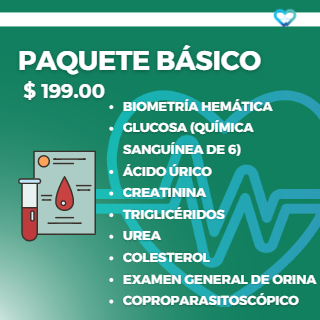 PAQUETE BÁSICO
$ 199.00
• BIOMETRÍA HEMÁTICA
• GLUCOSA (QUÍMICA
SANGUÍNEA DE 6)
• ÁCIDO ÚRICO
• CREATININA
• TRIGLICÉRIDOS
• UREA
• COLESTEROL
• EXAMEN GENERAL DE ORINA
• COPROPARASITOSCÓPICO